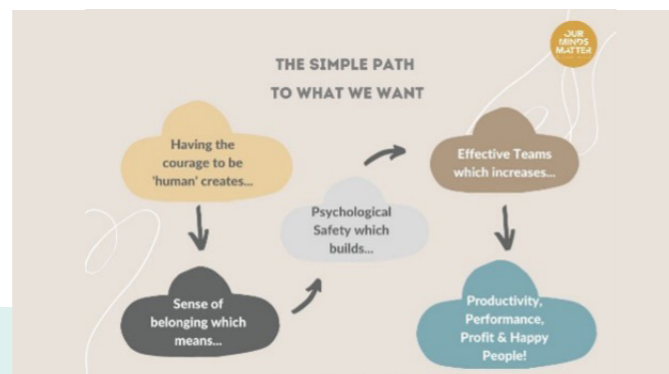 OUR
MINDS
MATTER
THE SIMPLE PATH
TO WHAT WE WANT
Having the
courage to be
'human' creates...
Sense of
belonging which
means...
Psychological
Safety which
builds...
Effective Teams
which increases...
Productivity,
Performance,
Profit & Happy
People!